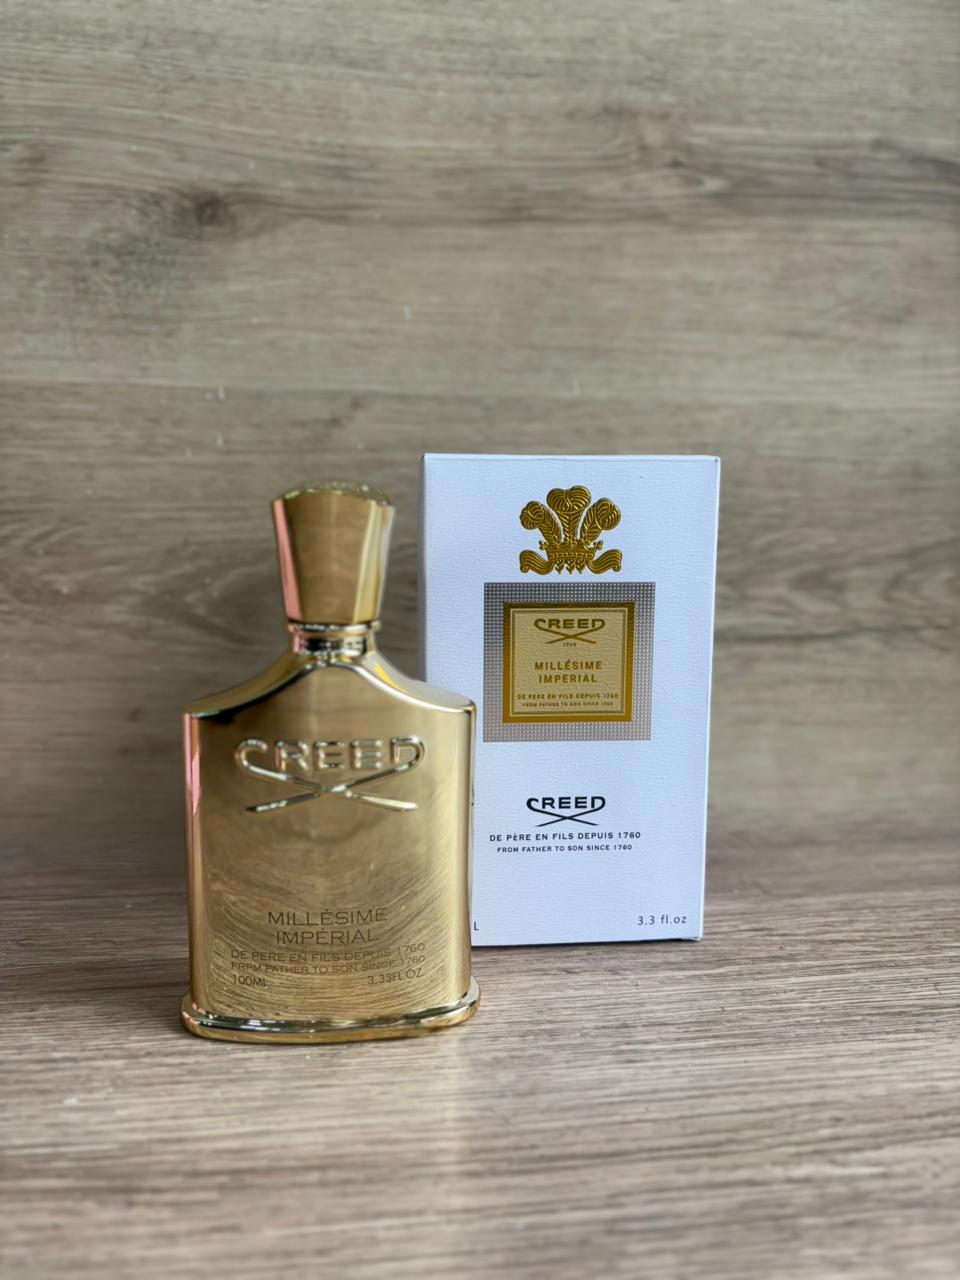 CREED
MILLÉSIME
IMPÉRIAL
DE PERE EN FILS DEPUIS 1760
FRPM FATHER TO SON SINCE 1760
100ML 3.33FL.OZ
CREED
1760
MILLÉSIME
IMPERIAL
DE PERE EN FILS DEPUIS 1760
FROM FATHER TO SON SINCE 1760
CREED
DE PÈRE EN FILS DEPUIS 1760
FROM FATHER TO SON SINCE 1760
L 3.3 fl.oz